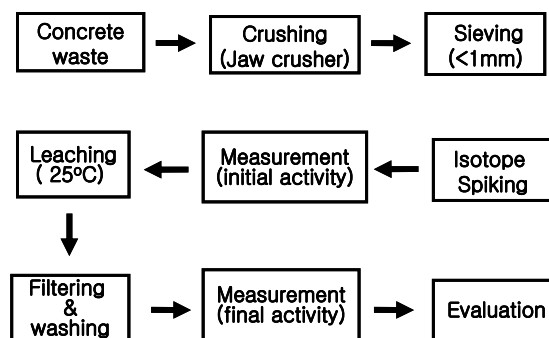 Concrete
waste
Crushing
(Jaw crusher)
Sieving
(<1mm)
Isotope
Spiking
Measurement
(initial activity)
Leaching
( 25ºC)
Filtering
&
washing
Measurement
(final activity)
Evaluation